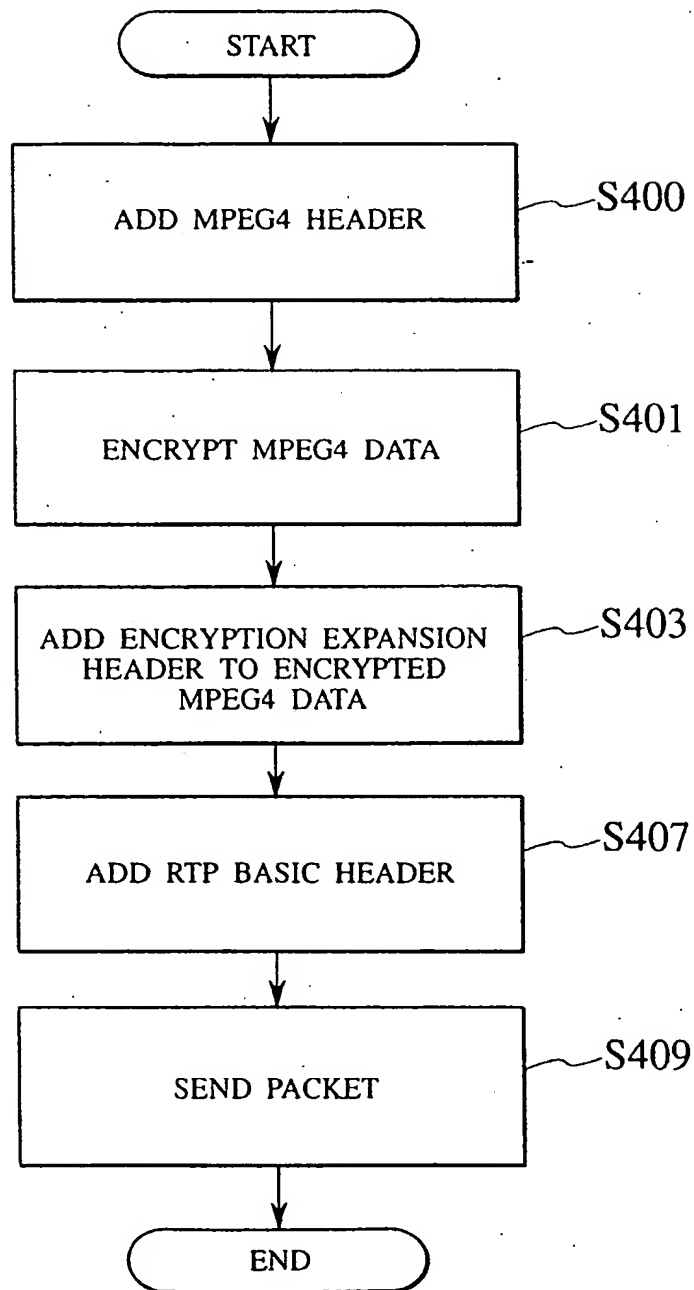 START
ADD MPEG4 HEADER
S400
ENCRYPT MPEG4 DATA
S401
ADD ENCRYPTION EXPANSION
HEADER TO ENCRYPTED
MPEG4 DATA
S403
ADD RTP BASIC HEADER
S407
SEND PACKET
S409
END